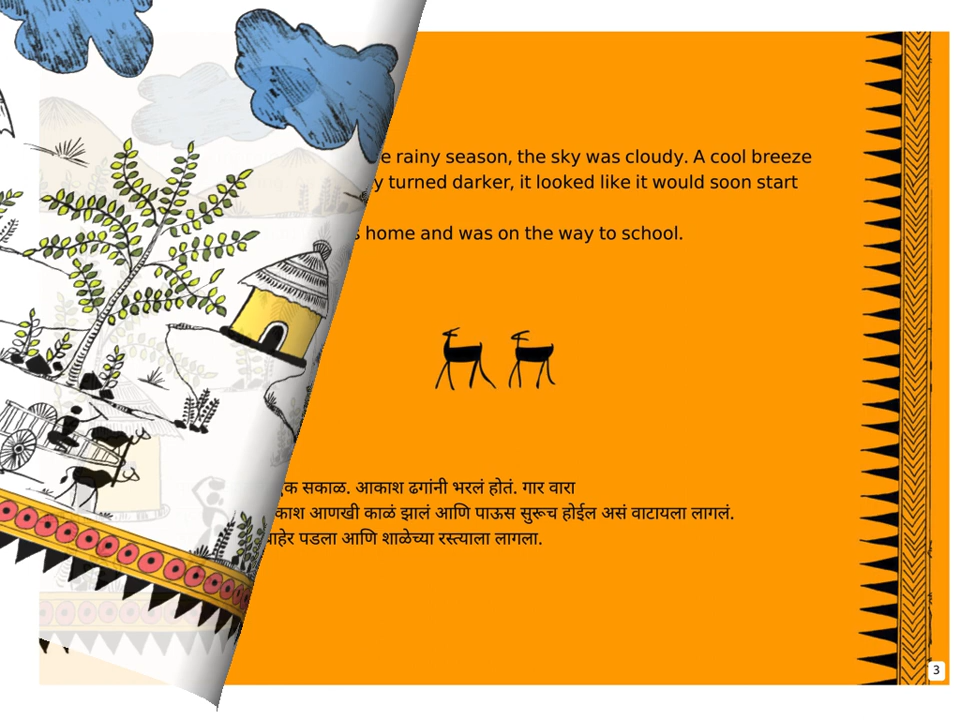 rainy season, the sky was cloudy. A cool breeze
turned darker, it looked like it would soon start
home and was on the way to school.
सकाळ. आकाश ढगांनी भरलं होतं. गार वारा
आणखी काळं झालं आणि पाऊस सुरूच होईल असं वाटायला लागलं.
पडला आणि शाळेच्या रस्त्याला लागला.
3